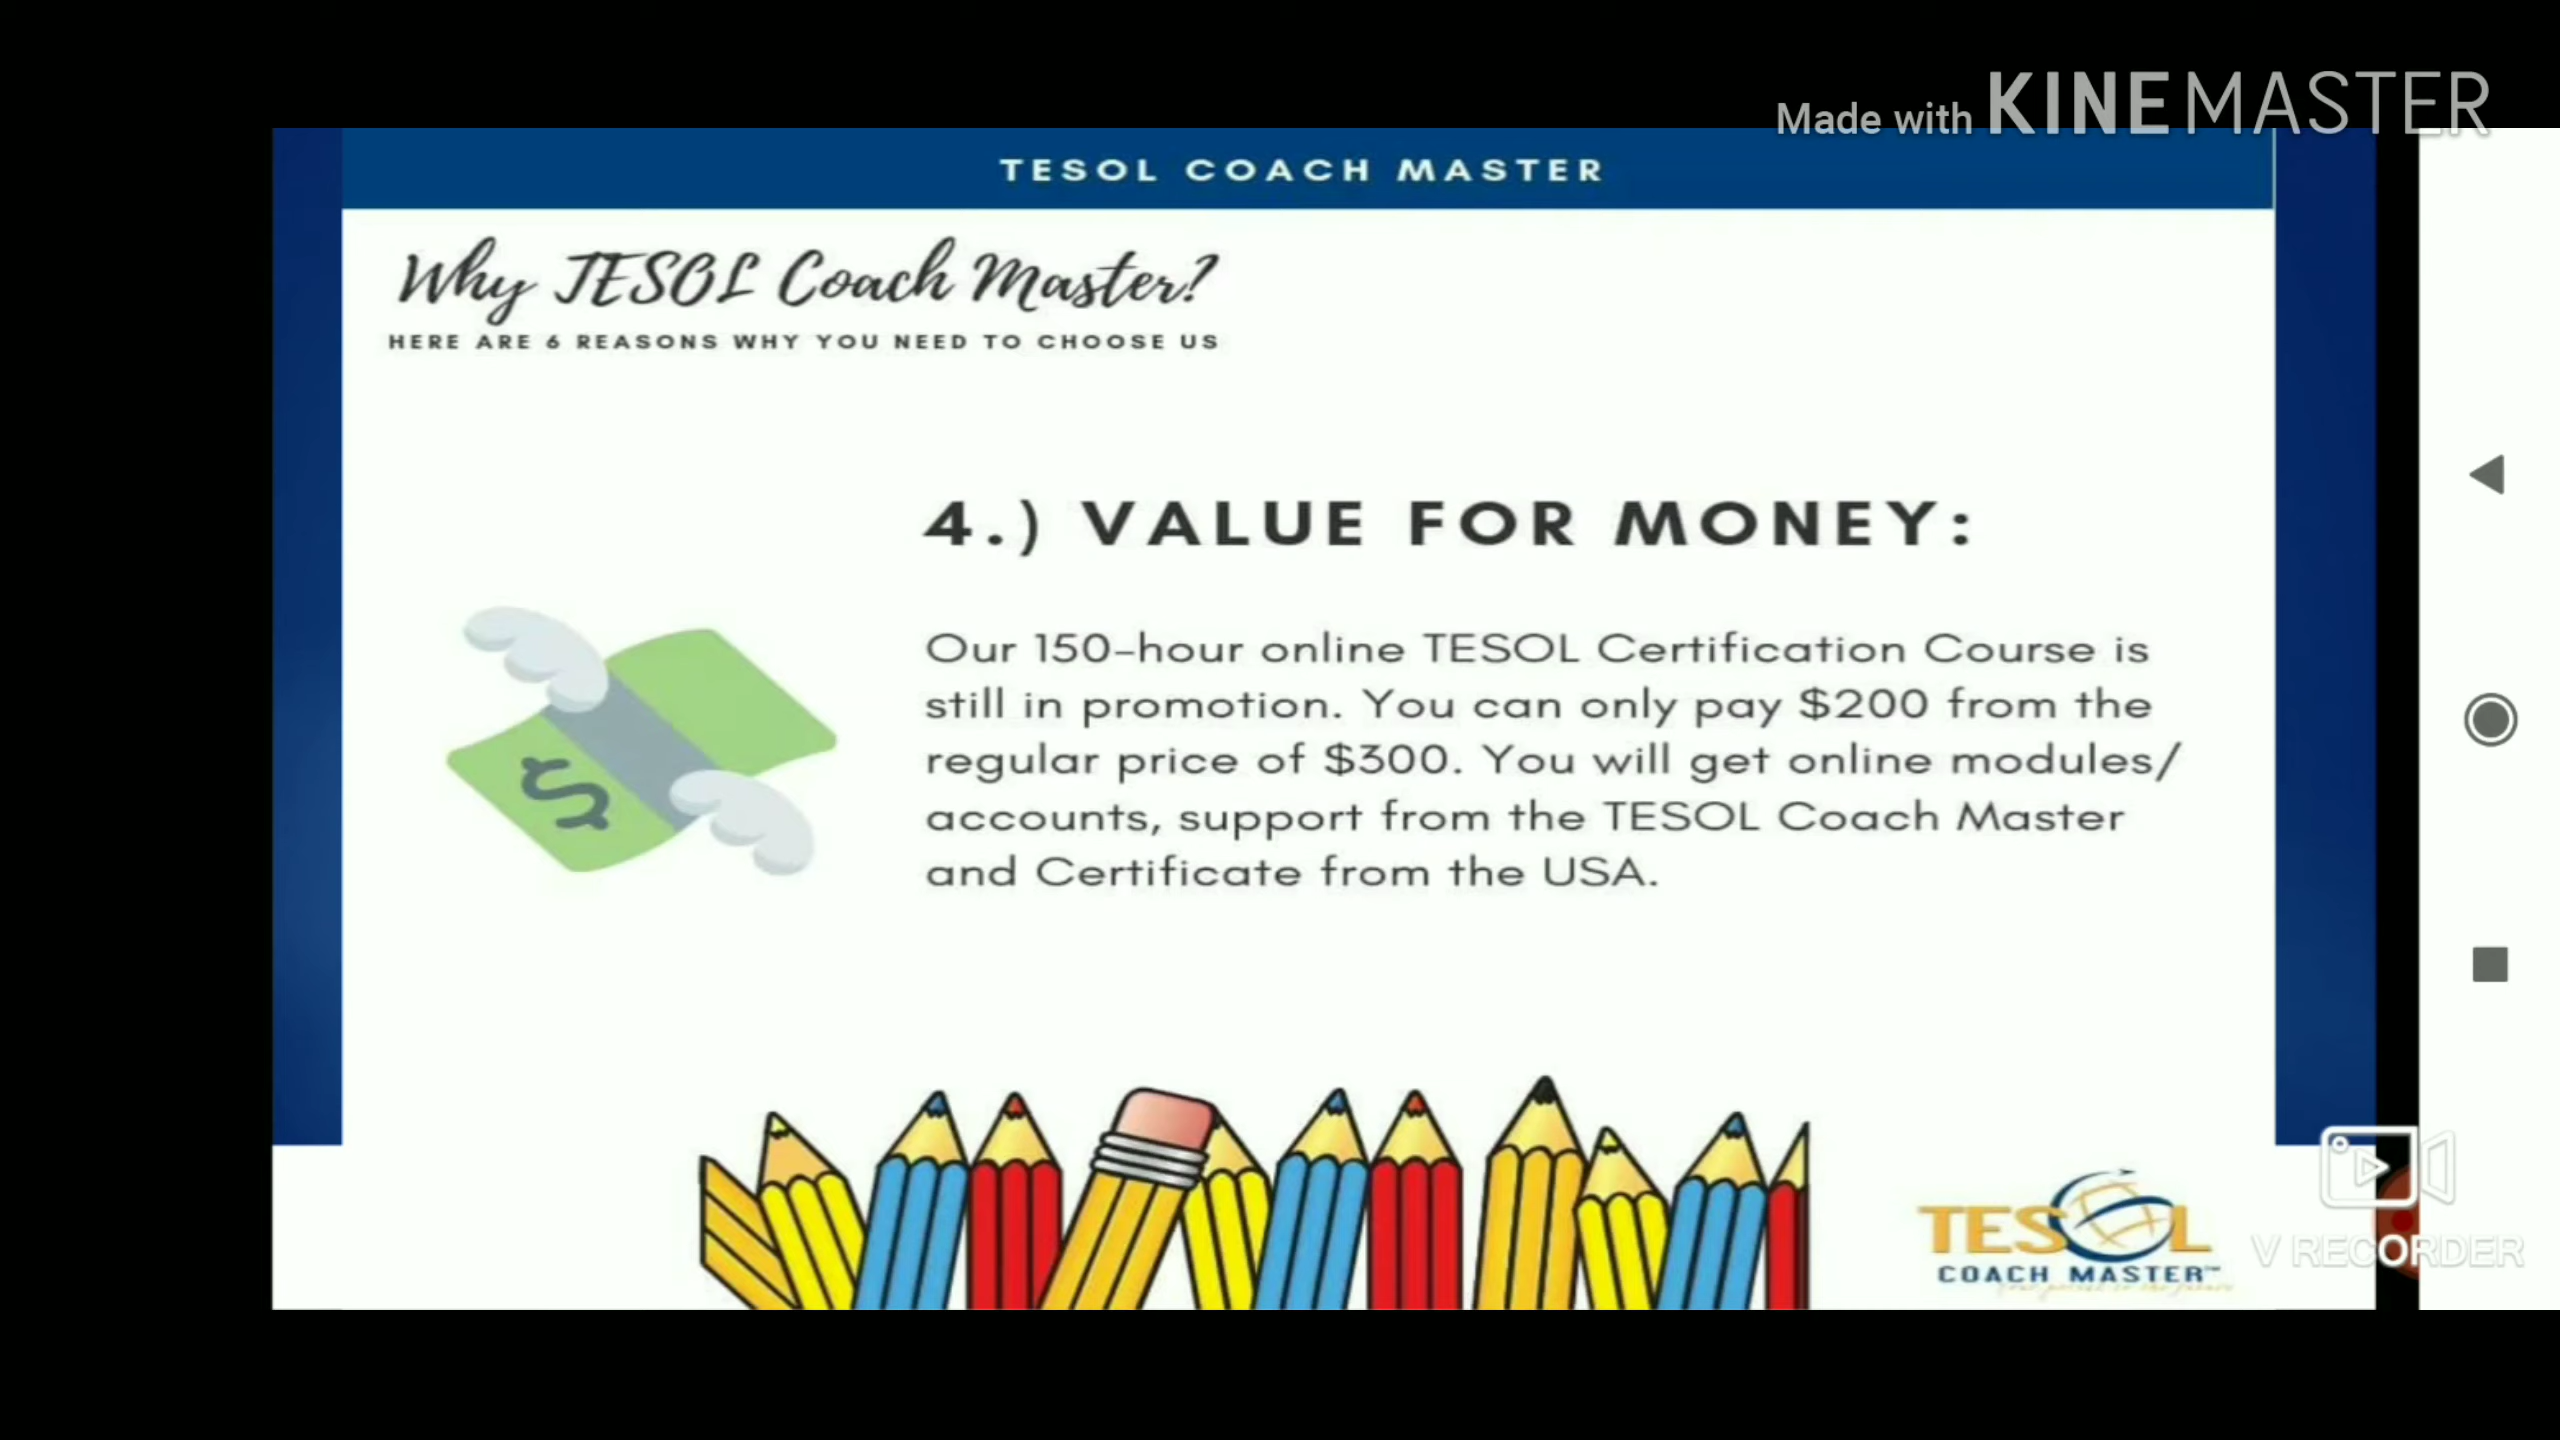 Made with KINEMASTER
TESOL COACH MASTER
Why TESOL Coach Master?
HERE ARE 6 REASONS WHY YOU NEED TO CHOOSE US
4.) VALUE FOR MONEY:
Our 150-hour online TESOL Certification Course is
still in promotion. You can only pay $200 from the
regular price of $300. You will get online modules/
accounts, support from the TESOL Coach Master
and Certificate from the USA.
$
TESOL
COACH MASTER™
V RECORDER